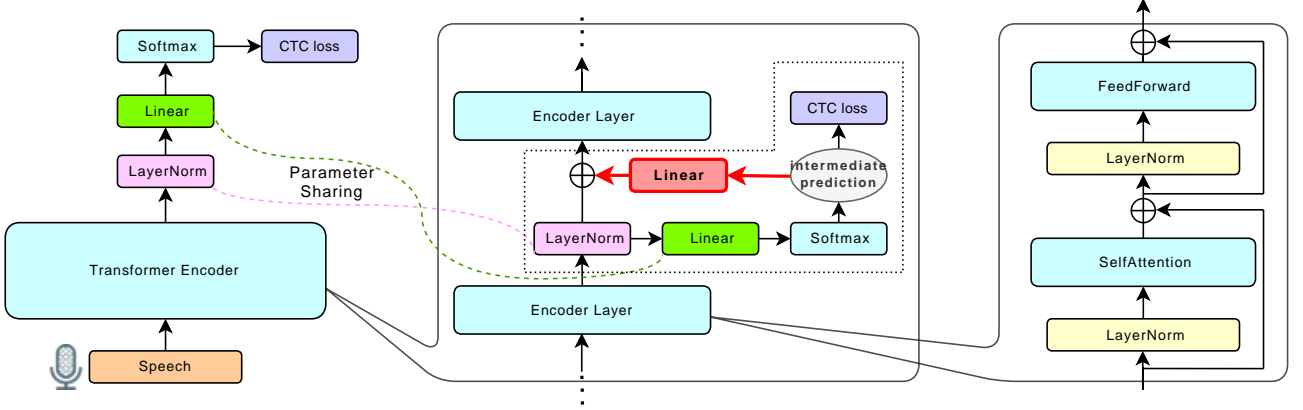 Softmax
CTC loss
Linear
LayerNorm
Transformer Encoder
Speech
Parameter
Sharing
Encoder Layer
CTC loss
intermediate
prediction
Linear
LayerNorm
Linear
Softmax
Encoder Layer
FeedForward
LayerNorm
SelfAttention
LayerNorm